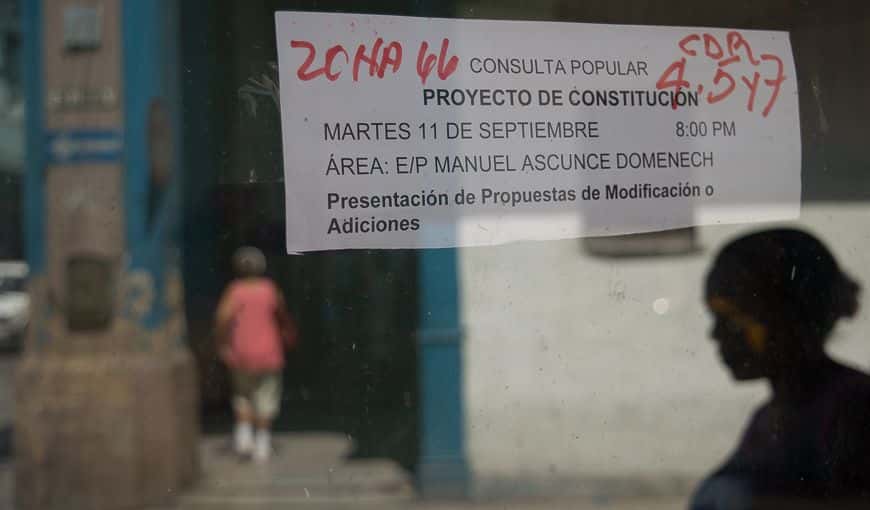 ZONA 46 CONSULTA POPULAR CDR
PROYECTO DE CONSTITUCIÓN 4, 5 y 7
MARTES 11 DE SEPTIEMBRE 8:00 PM
ÁREA: E/P MANUEL ASCUNCE DOMENECH
Presentación de Propuestas de Modificación o
Adiciones